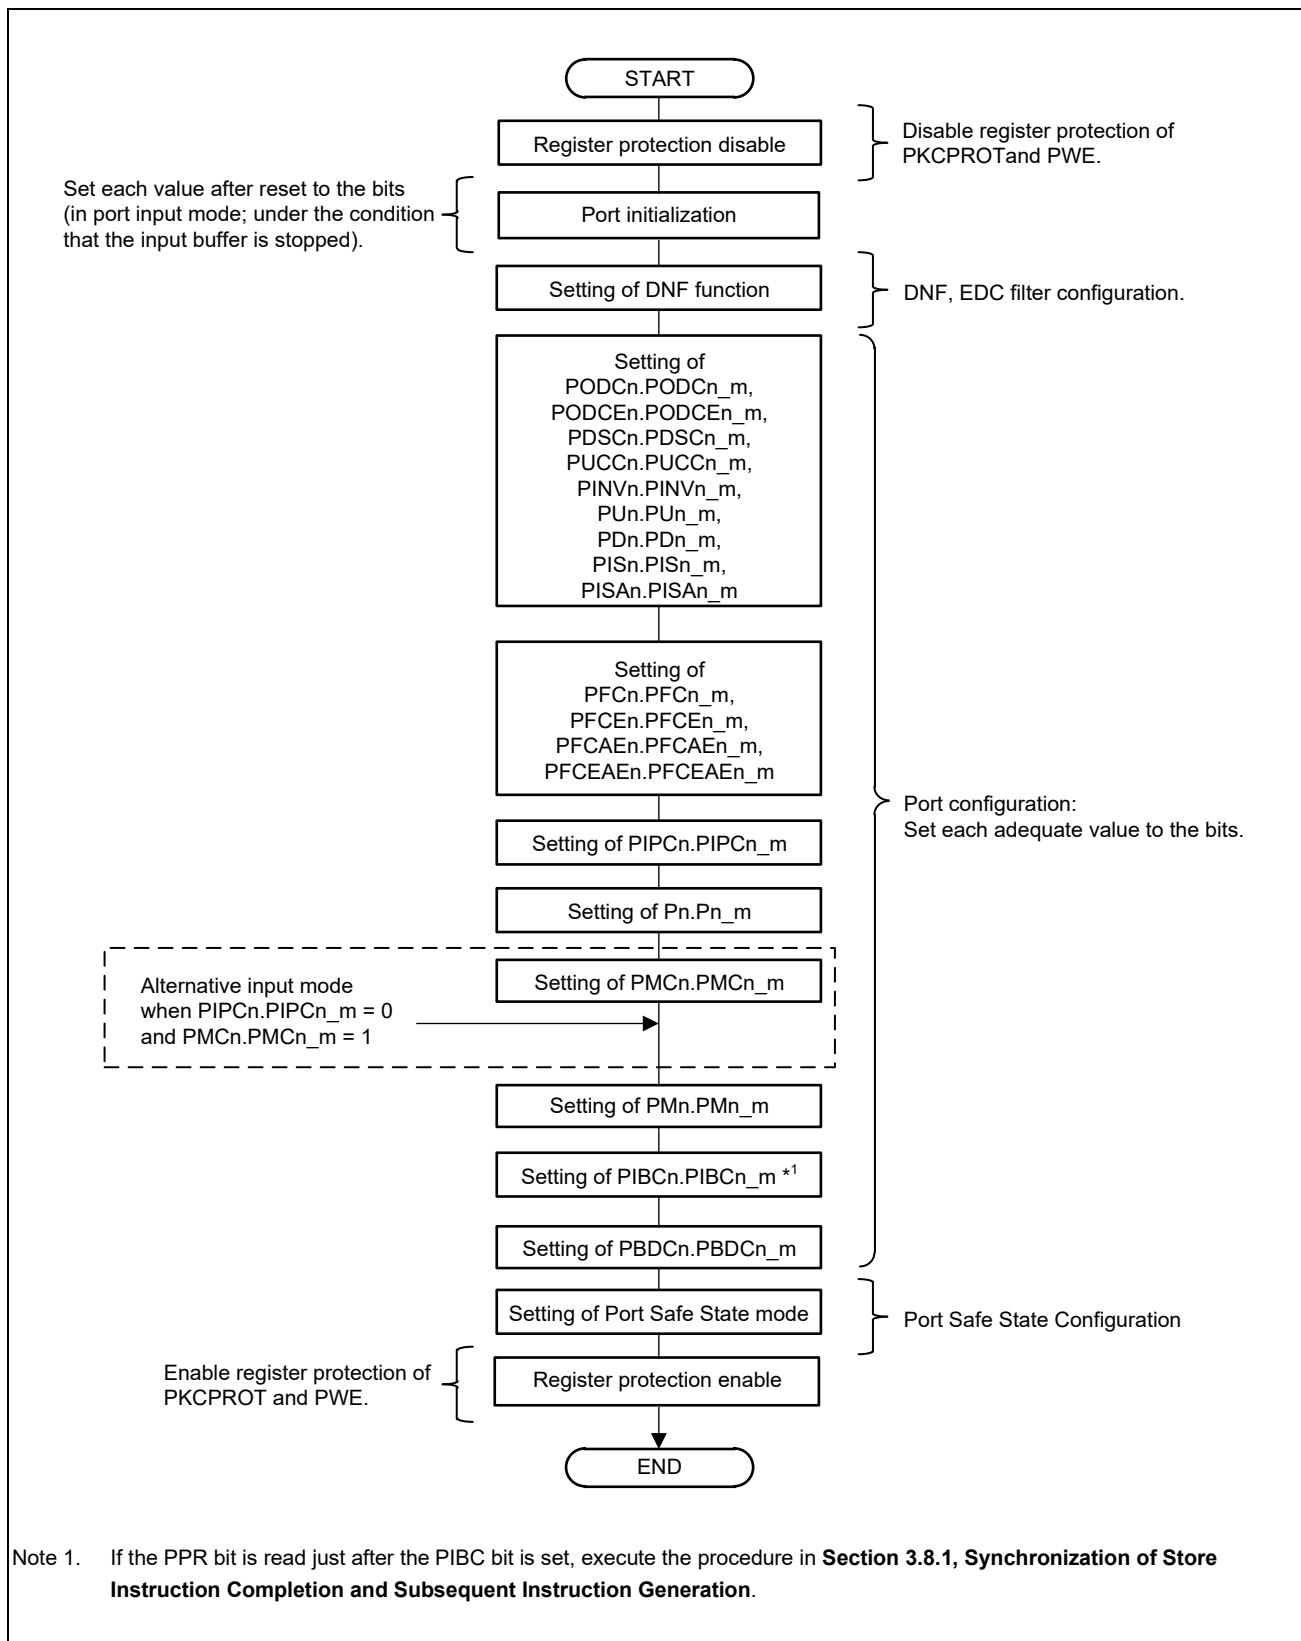 START
Register protection disable
Disable register protection of
PKCPROTand PWE.
Set each value after reset to the bits
(in port input mode; under the condition
that the input buffer is stopped).
Port initialization
Setting of DNF function
DNF, EDC filter configuration.
Setting of
PODCn.PODCn_m,
PODCEn.PODCEn_m,
PDSCn.PDSCn_m,
PUCCn.PUCCn_m,
PINVn.PINVn_m,
PUn.PUn_m,
PDn.PDn_m,
PISn.PISn_m,
PISAn.PISAn_m
Setting of
PFCn.PFCn_m,
PFCEn.PFCEn_m,
PFCAEn.PFCAEn_m,
PFCEAEn.PFCEAEn_m
Port configuration:
Set each adequate value to the bits.
Setting of PIPCn.PIPCn_m
Setting of Pn.Pn_m
Setting of PMCn.PMCn_m
Alternative input mode
when PIPCn.PIPCn_m = 0
and PMCn.PMCn_m = 1
Setting of PMn.PMn_m
Setting of PIBCn.PIBCn_m *1
Setting of PBDCn.PBDCn_m
Setting of Port Safe State mode
Port Safe State Configuration
Enable register protection of
PKCPROT and PWE.
Register protection enable
END
Note 1. If the PPR bit is read just after the PIBC bit is set, execute the procedure in Section 3.8.1, Synchronization of Store
Instruction Completion and Subsequent Instruction Generation.